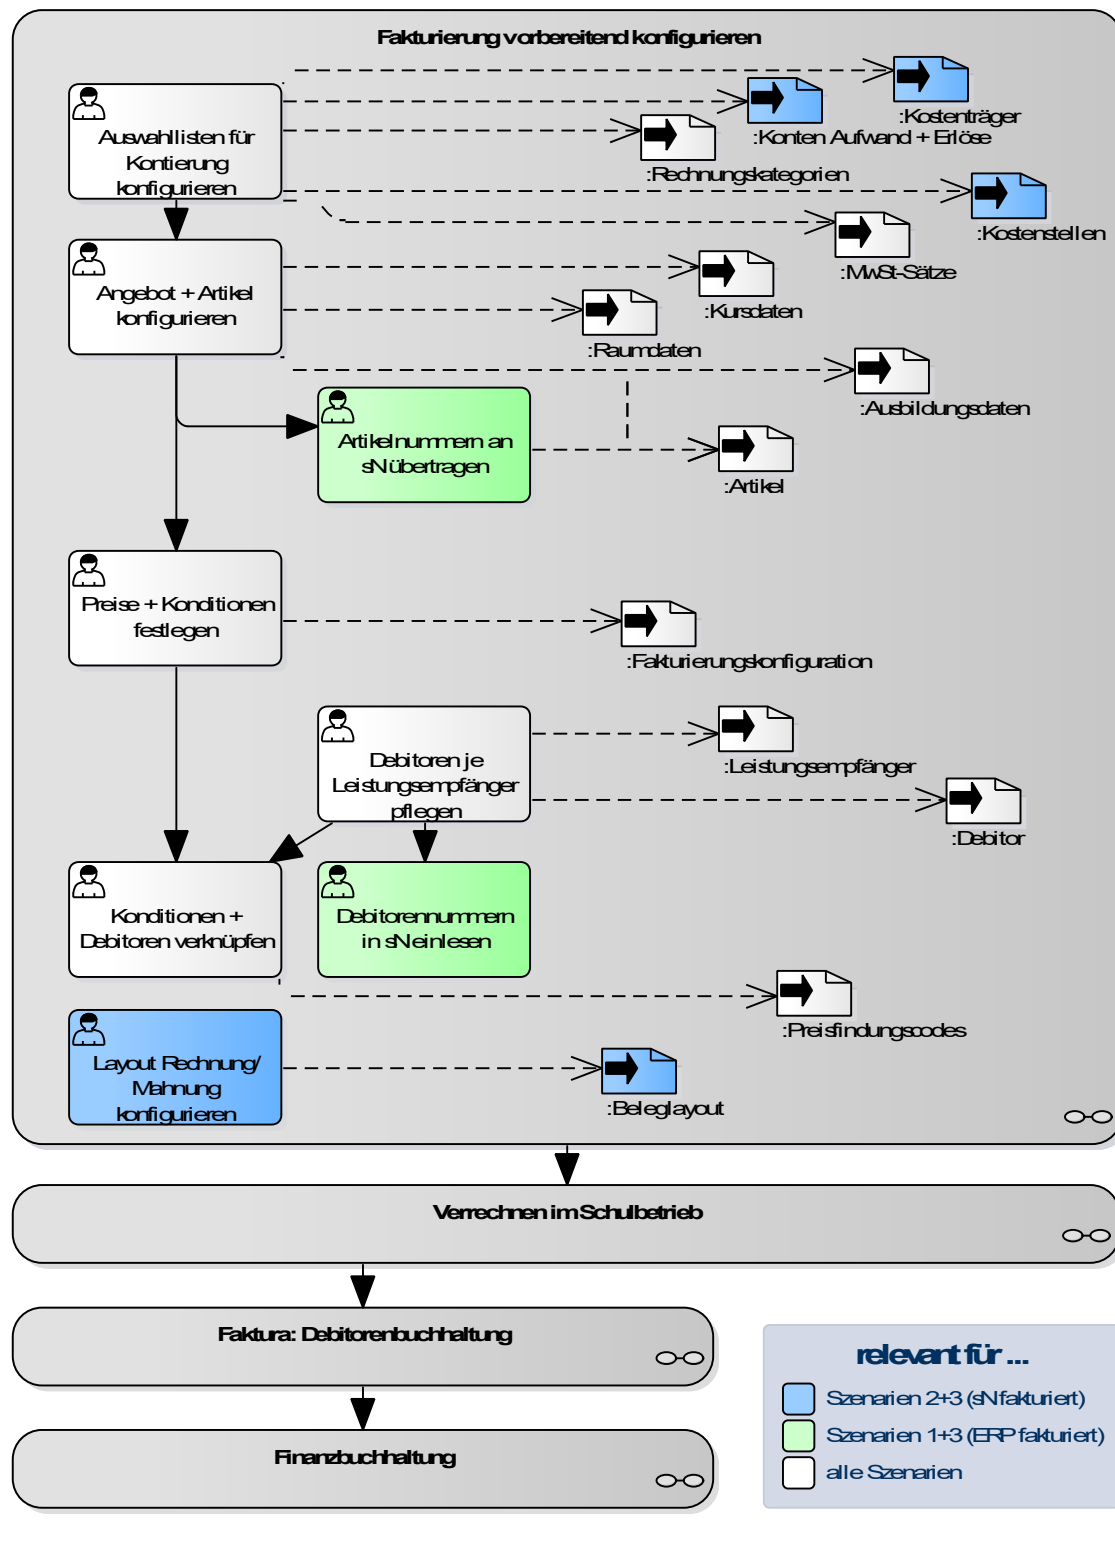 Fakturierung vorbereitend konfigurieren
:Kostenträger
:Konten Aufwand + Erlöse
:Rechnungskategorien
Auswahllisten für
Kontierung
konfigurieren
:Kostenstellen
:MwSt-Sätze
Angebot + Artikel
konfigurieren
:Kursdaten
:Raumdaten
:Ausbildungsdaten
Artikelnummern an
sN übertragen
:Artikel
Preise + Konditionen
festlegen
:Fakturierungskonfiguration
Debitoren je
Leistungsempfänger
pflegen
:Leistungsempfänger
:Debitor
Konditionen +
Debitoren verknüpfen
Debitorennummern
in sN einlesen
:Preisfindungscodes
Layout Rechnung/
Mahnung
konfigurieren
:Beleglayout
Verrechnen im Schulbetrieb
Faktura: Debitorenbuchhaltung
Finanzbuchhaltung
relevant für ...
Szenarien 2+3 (sN fakturiert)
Szenarien 1+3 (ERP fakturiert)
alle Szenarien